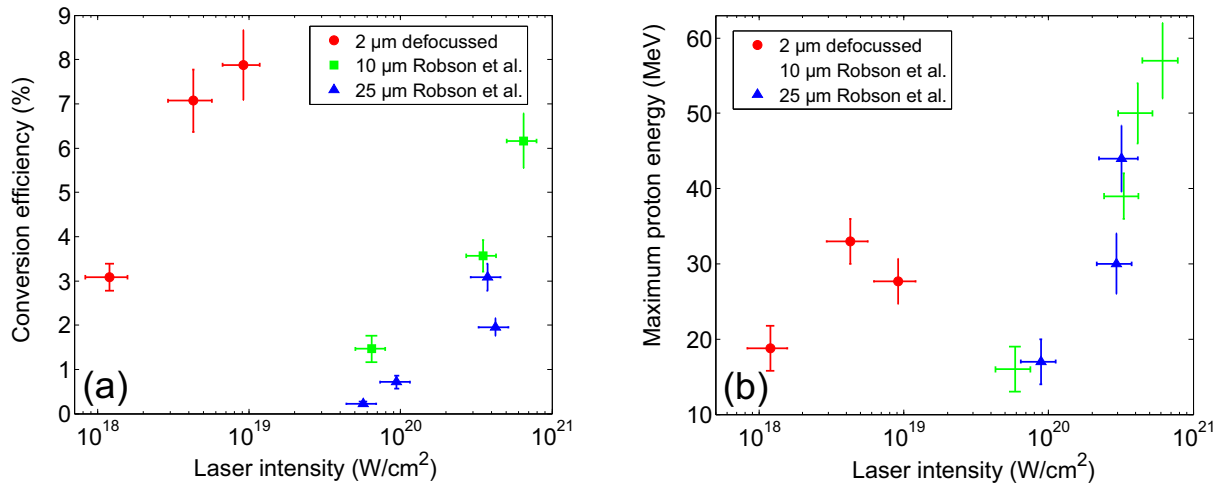 9
8
7
6
5
4
3
2
1
0
Conversion efficiency (%)
2 µm defocussed
10 µm Robson et al.
25 µm Robson et al.
(a)
10^18
10^19
10^20
10^21
Laser intensity (W/cm^2)
60
50
40
30
20
10
Maximum proton energy (MeV)
2 µm defocussed
10 µm Robson et al.
25 µm Robson et al.
(b)
10^18
10^19
10^20
10^21
Laser intensity (W/cm^2)